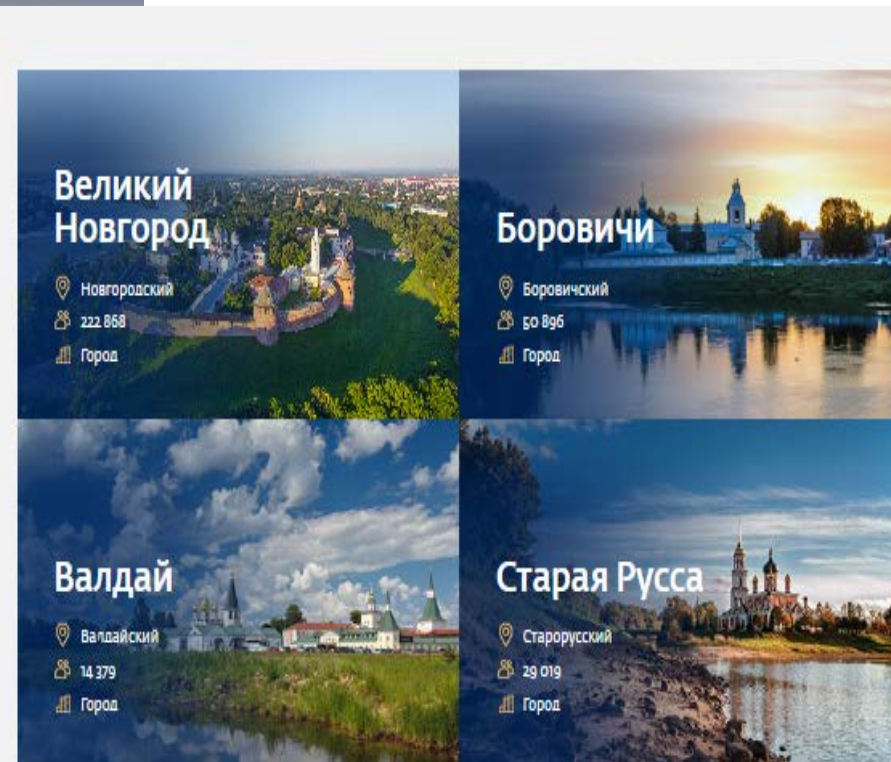 Великий
Новгород
Новгородский
222 868
Город
Боровичи
Боровичский
50 896
Город
Валдай
Валдайский
14 379
Город
Старая Русса
Старорусский
29 019
Город